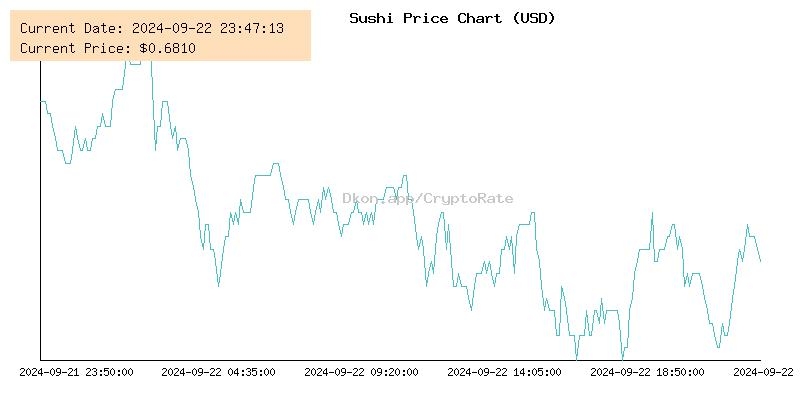 Sushi Price Chart (USD)
Current Date: 2024-09-22 23:47:13
Current Price: $0.6810
Dkon.app/CryptoRate
2024-09-21 23:50:00 2024-09-22 04:35:00 2024-09-22 09:20:00 2024-09-22 14:05:00 2024-09-22 18:50:00 2024-09-22